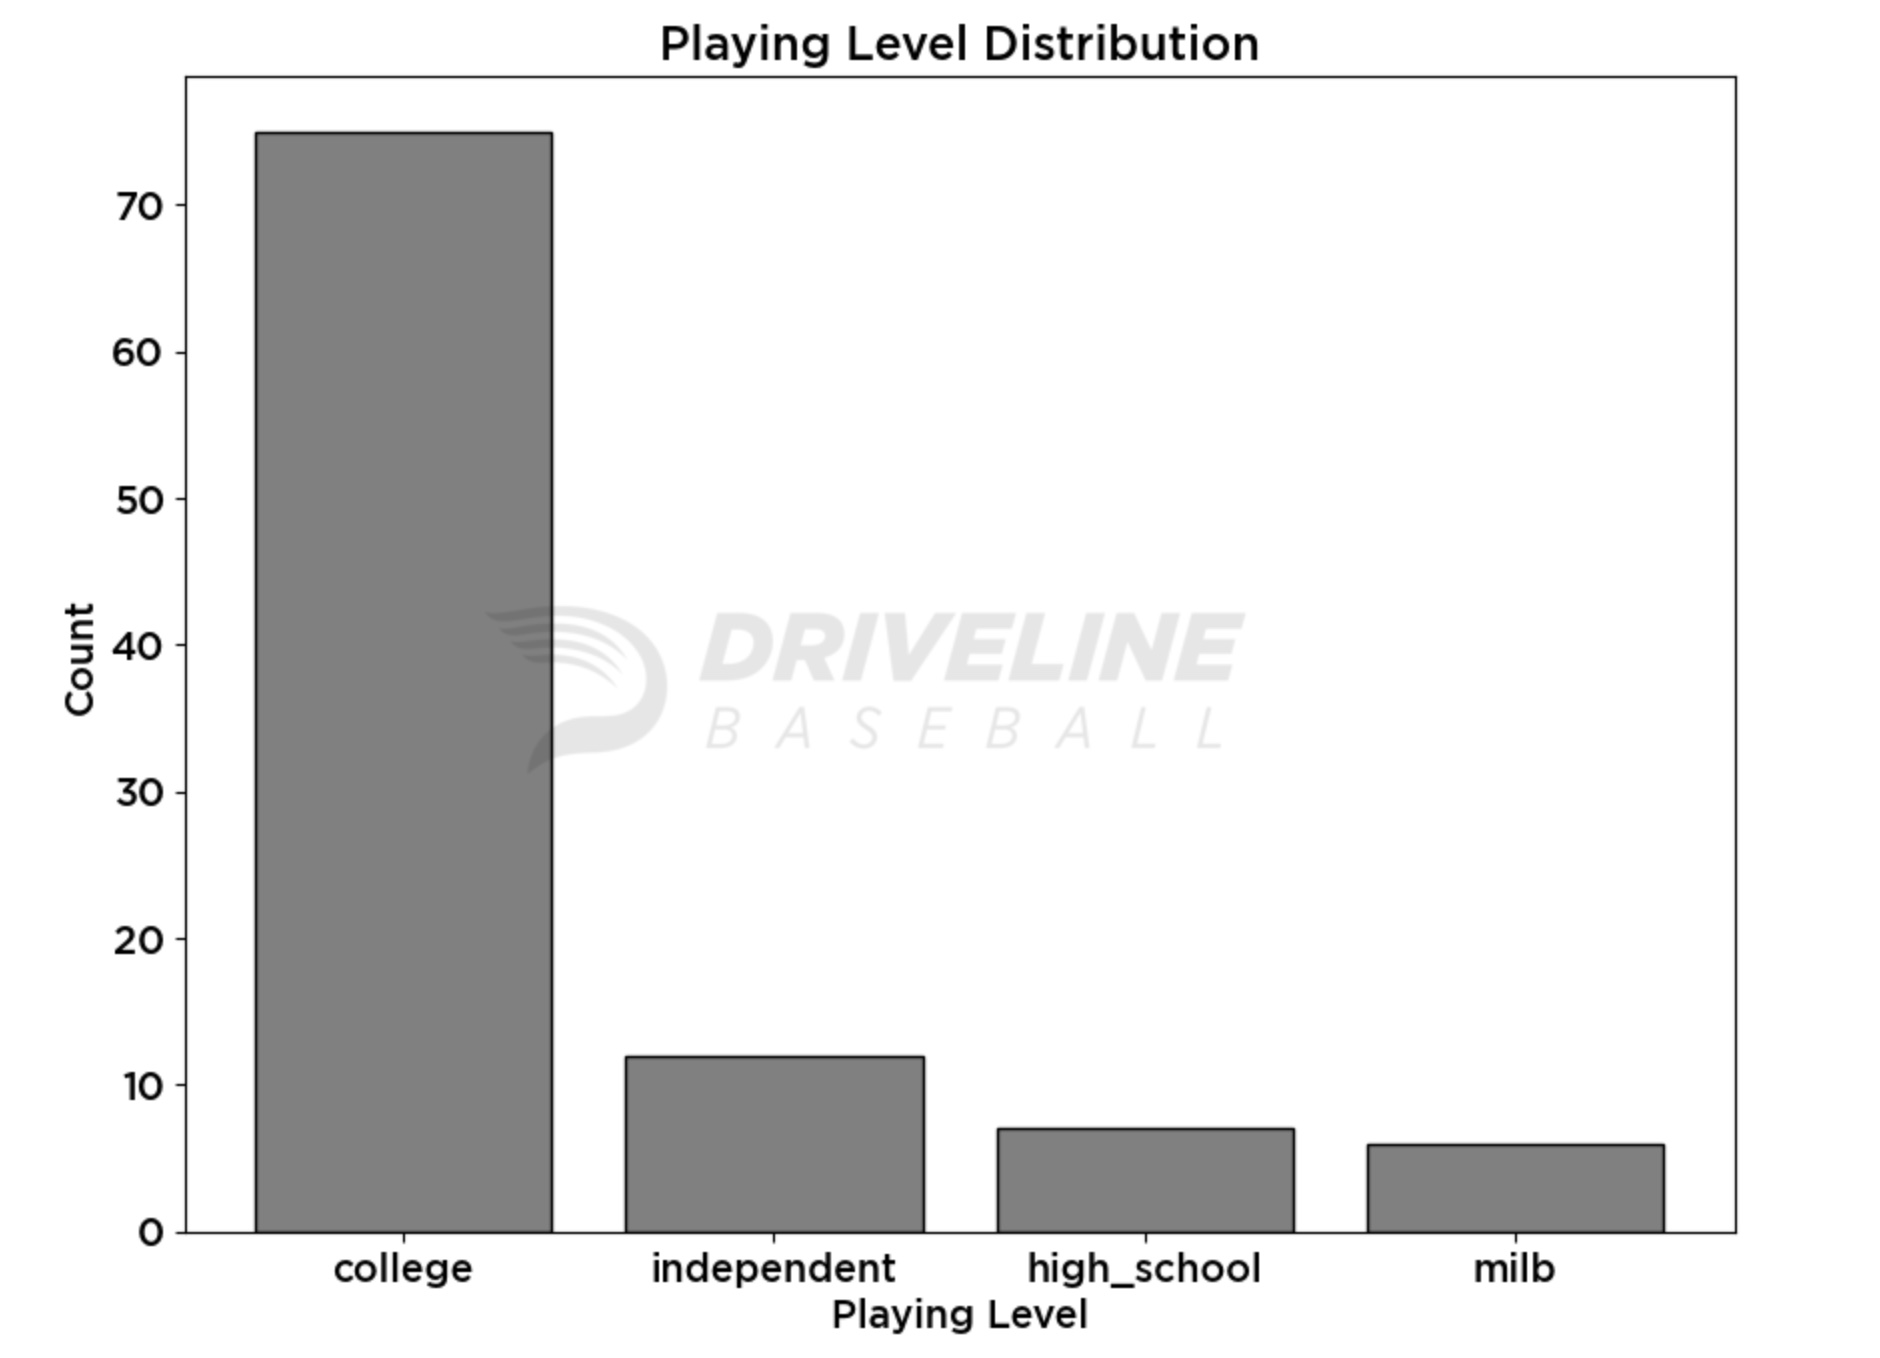 Playing Level Distribution
70
60
50
40
30
20
10
0
Count
DRIVELINE
BASEBALL
college independent high_school milb
Playing Level